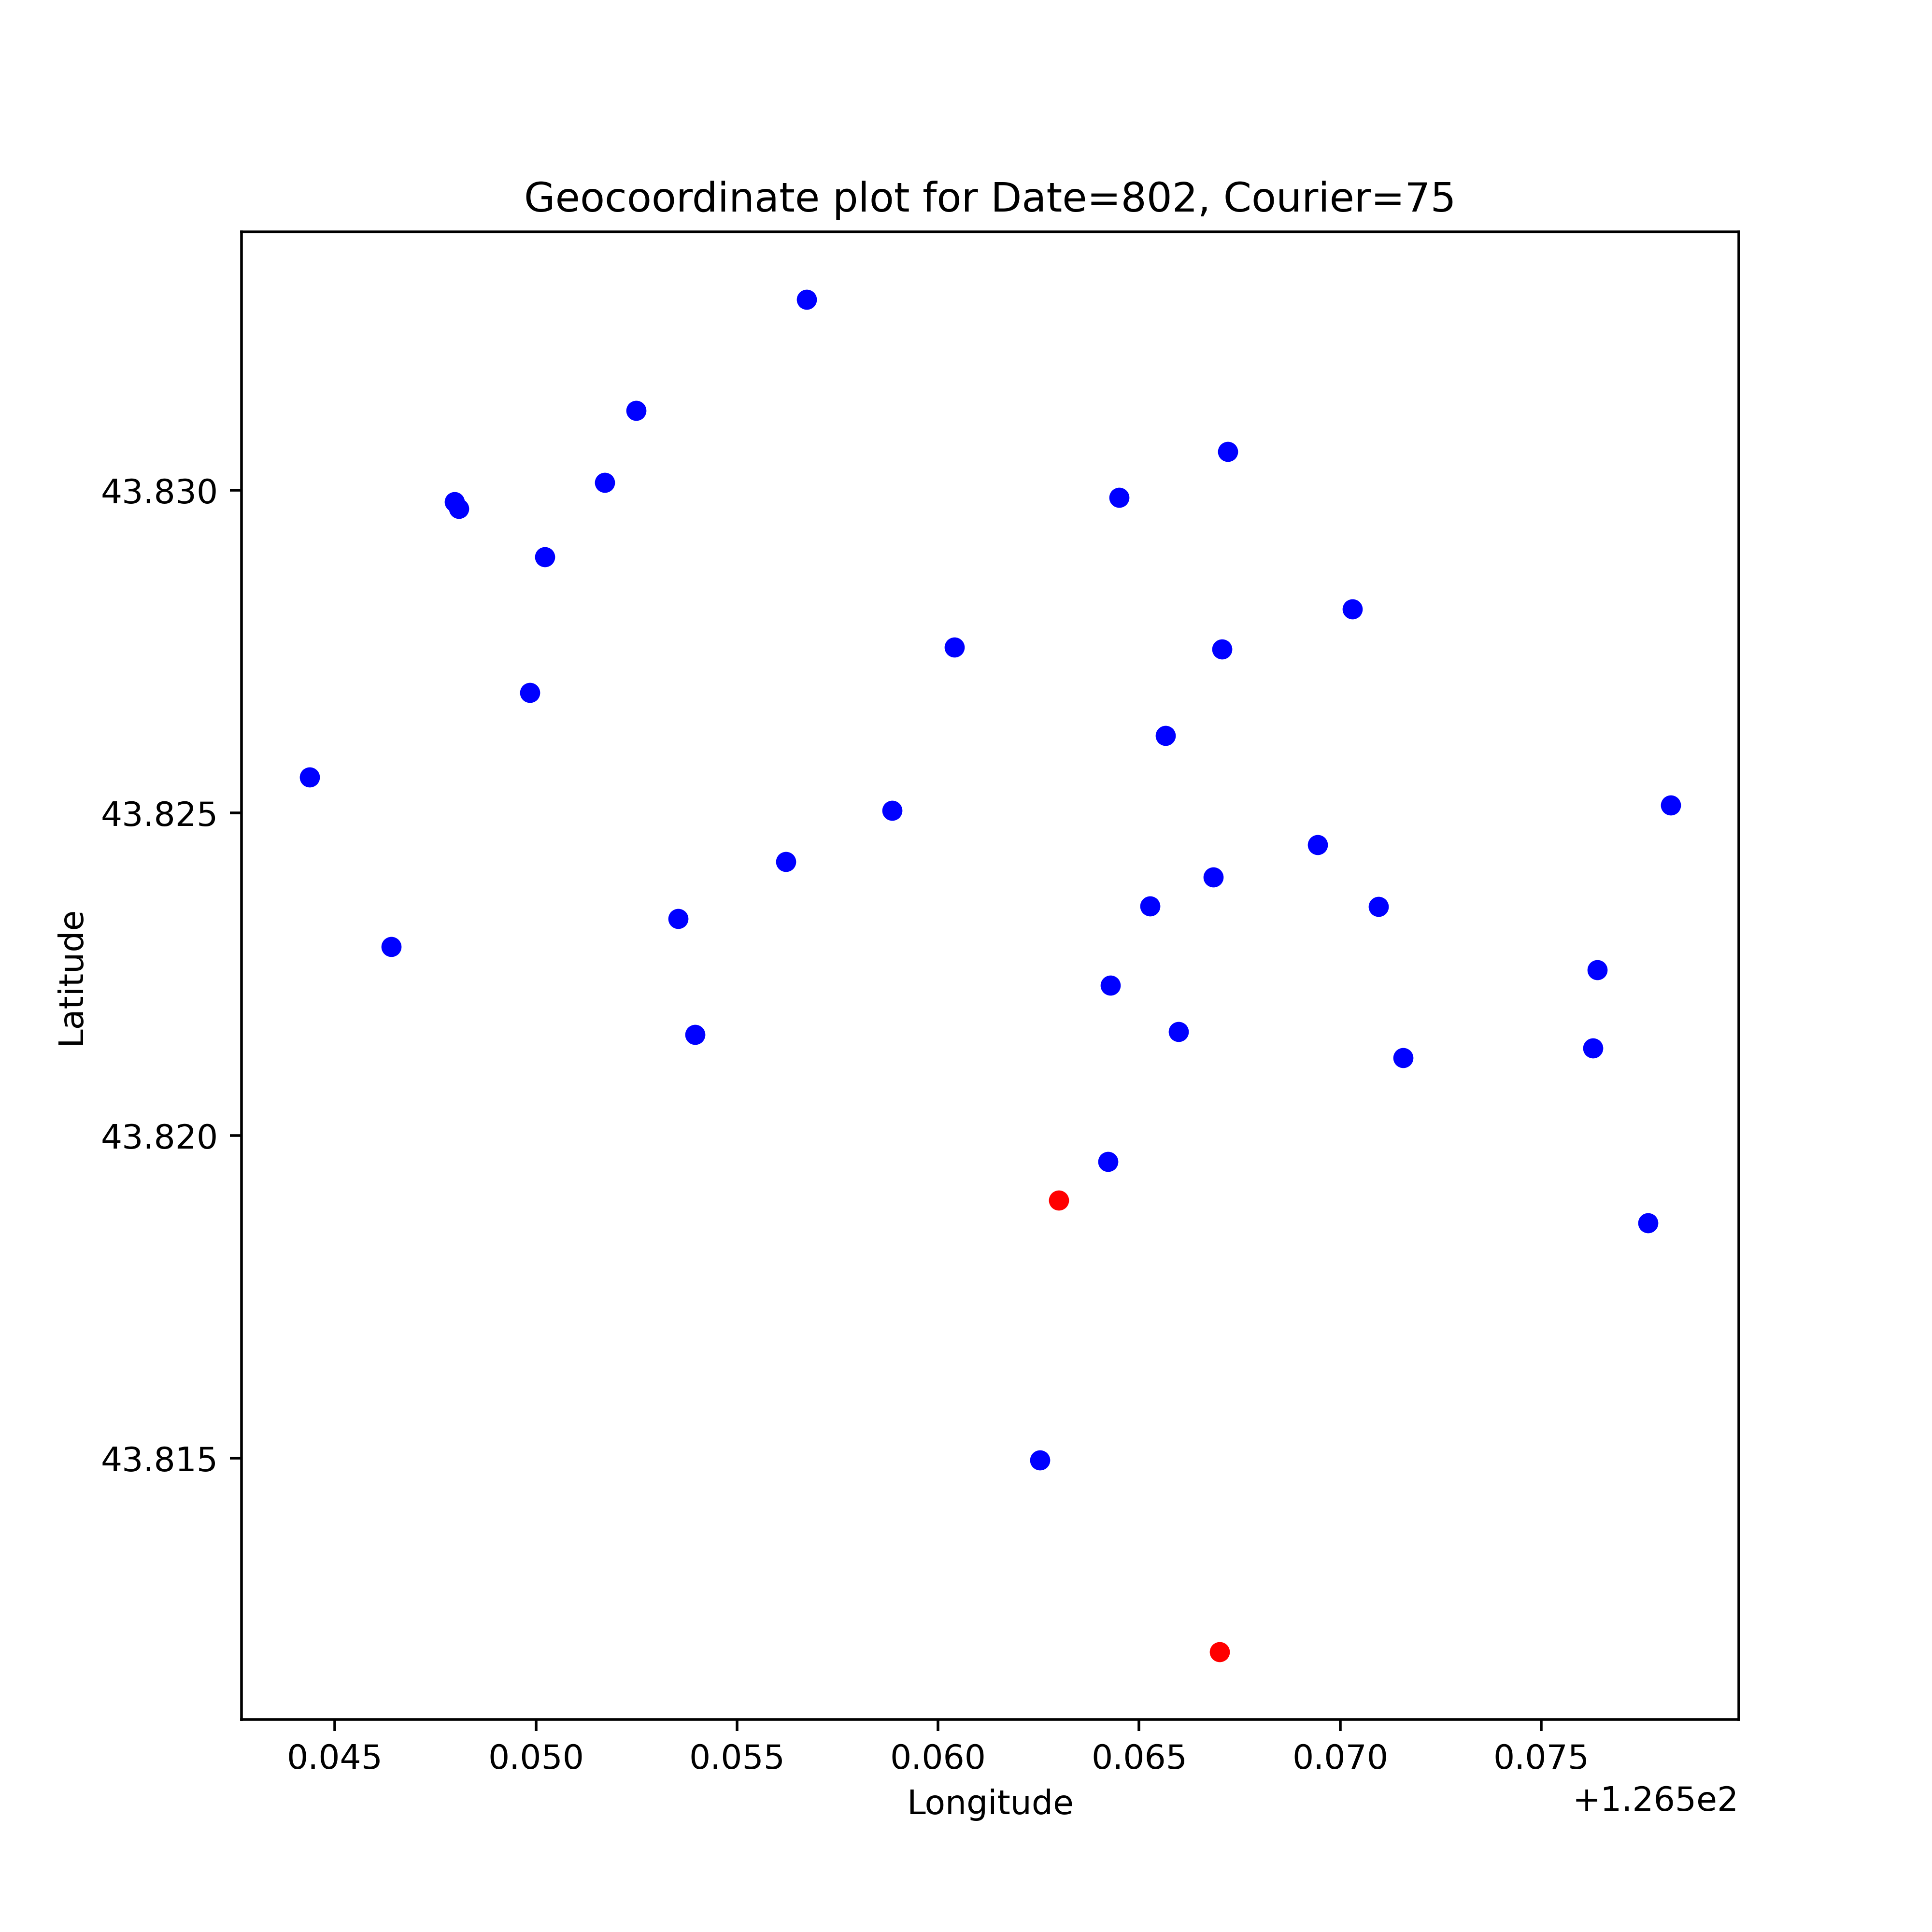 Geocoordinate plot for Date=802, Courier=75
43.830
43.825
43.820
43.815
Latitude
0.045 0.050 0.055 0.060 0.065 0.070 0.075
Longitude
+1.265e2